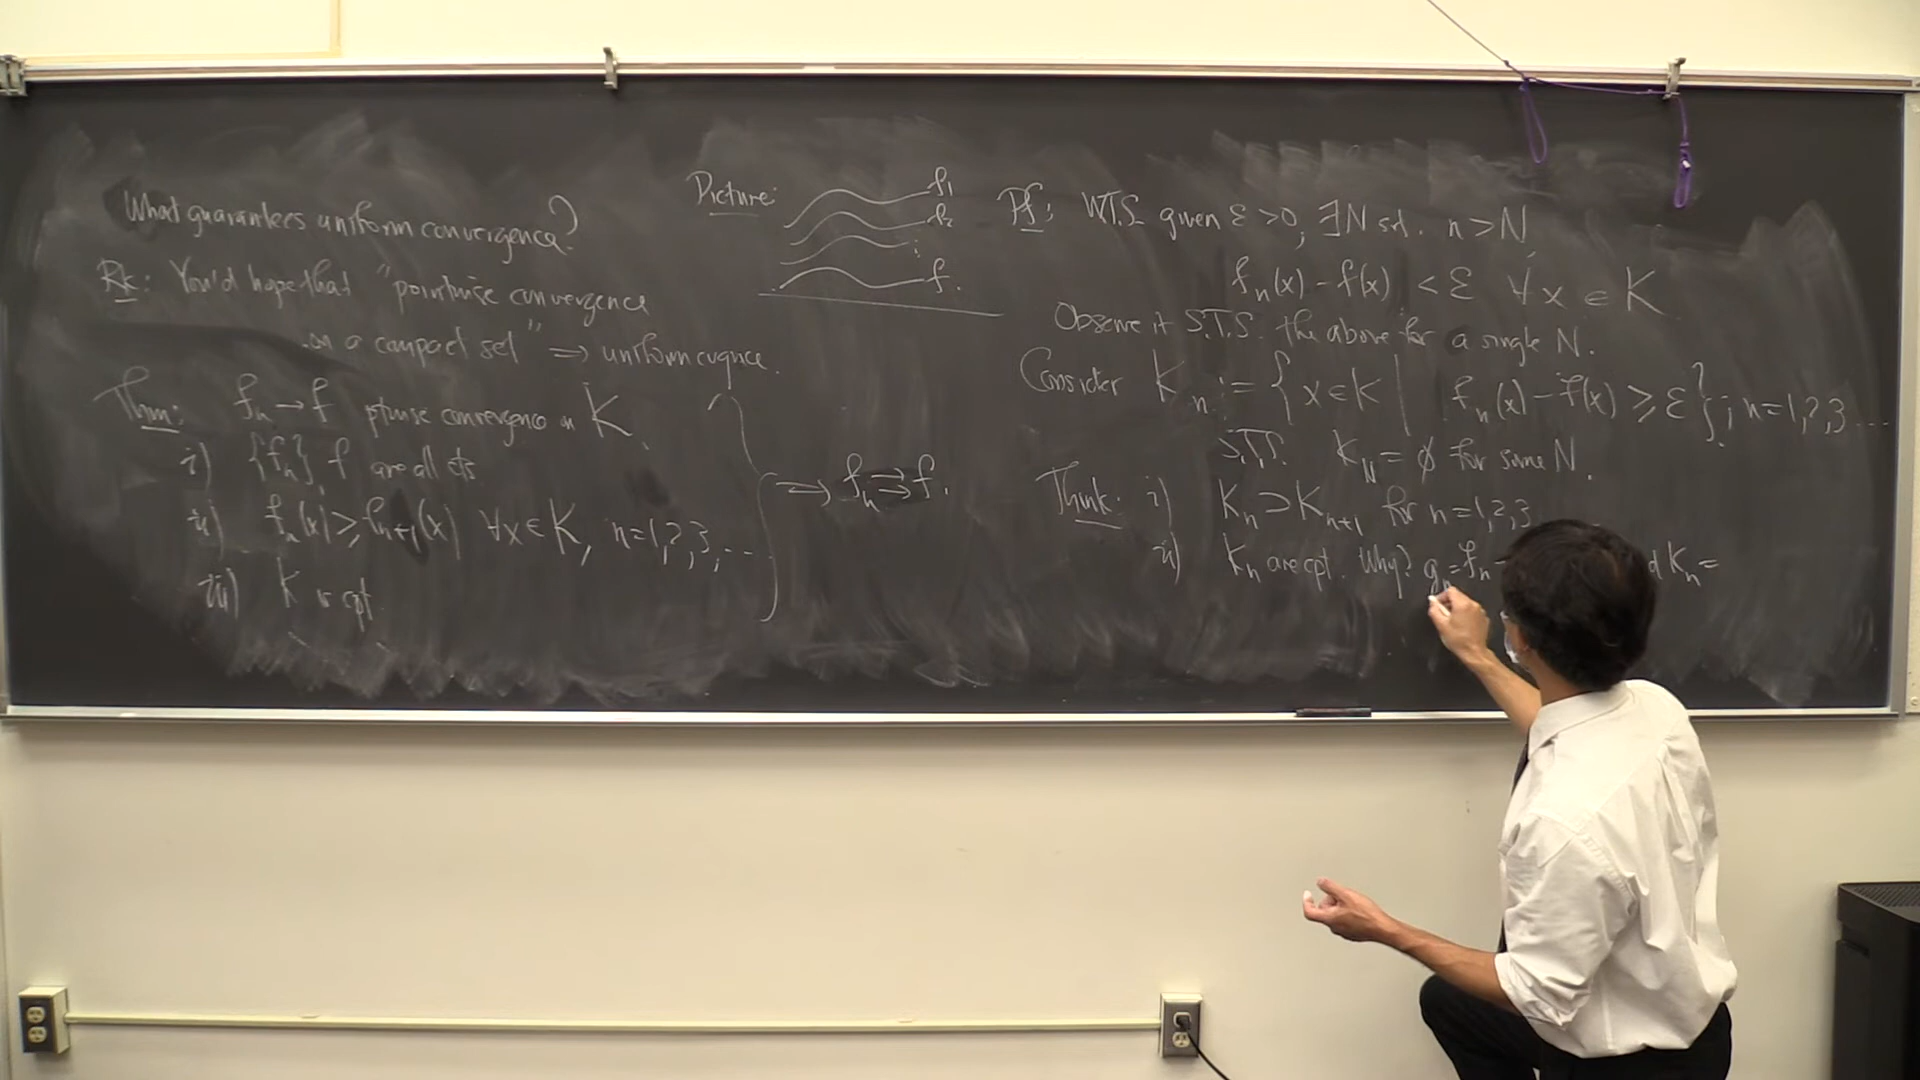 What guarantees uniform convergence?
Rk: You'd hope that "pointwise convergence
on a compact set" ⟹ uniform cvgnce.
Thm: fₙ → f ptwise convergence on K.
i) {fₙ} f are all cts
ii) fₙ(x) ≥ fₙ₊₁(x) ∀x ∈ K, n=1,2,3,...
iii) K is cpt.
⟹ fₙ ⇉ f.
Picture:
f₁
f₂
⋮
f.
Pf: W.T.S. given ε>0, ∃N s.t. n>N,
fₙ(x) - f(x) < ε ∀x ∈ K
Observe it S.T.S. the above for a single N.
Consider Kₙ := {x∈K | fₙ(x) - f(x) ≥ ε}; n=1,2,3...
S.T.S. K_N = ∅ for some N.
Think: i) Kₙ ⊃ Kₙ₊₁ for n=1,2,3
ii) Kₙ are cpt. Why? gₙ = fₙ - Kₙ =